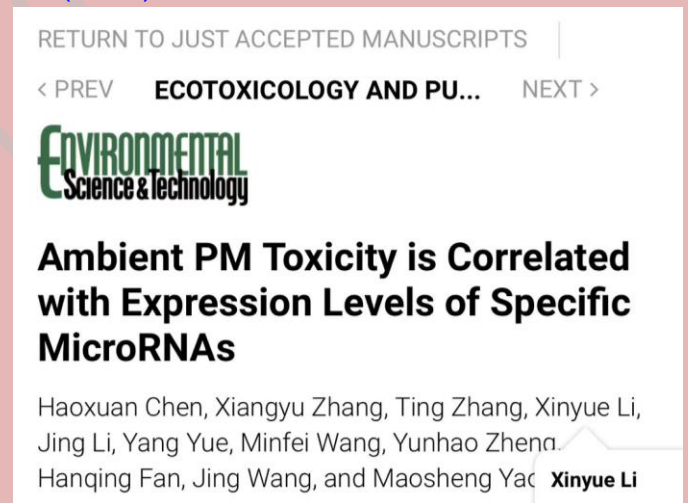 RETURN TO JUST ACCEPTED MANUSCRIPTS
< PREV ECOTOXICOLOGY AND PU... NEXT >
ENVIRONMENTAL
Science & Technology
Ambient PM Toxicity is Correlated
with Expression Levels of Specific
MicroRNAs
Haoxuan Chen, Xiangyu Zhang, Ting Zhang, Xinyue Li,
Jing Li, Yang Yue, Minfei Wang, Yunhao Zheng,
Hanqing Fan, Jing Wang, and Maosheng Yao
Xinyue Li